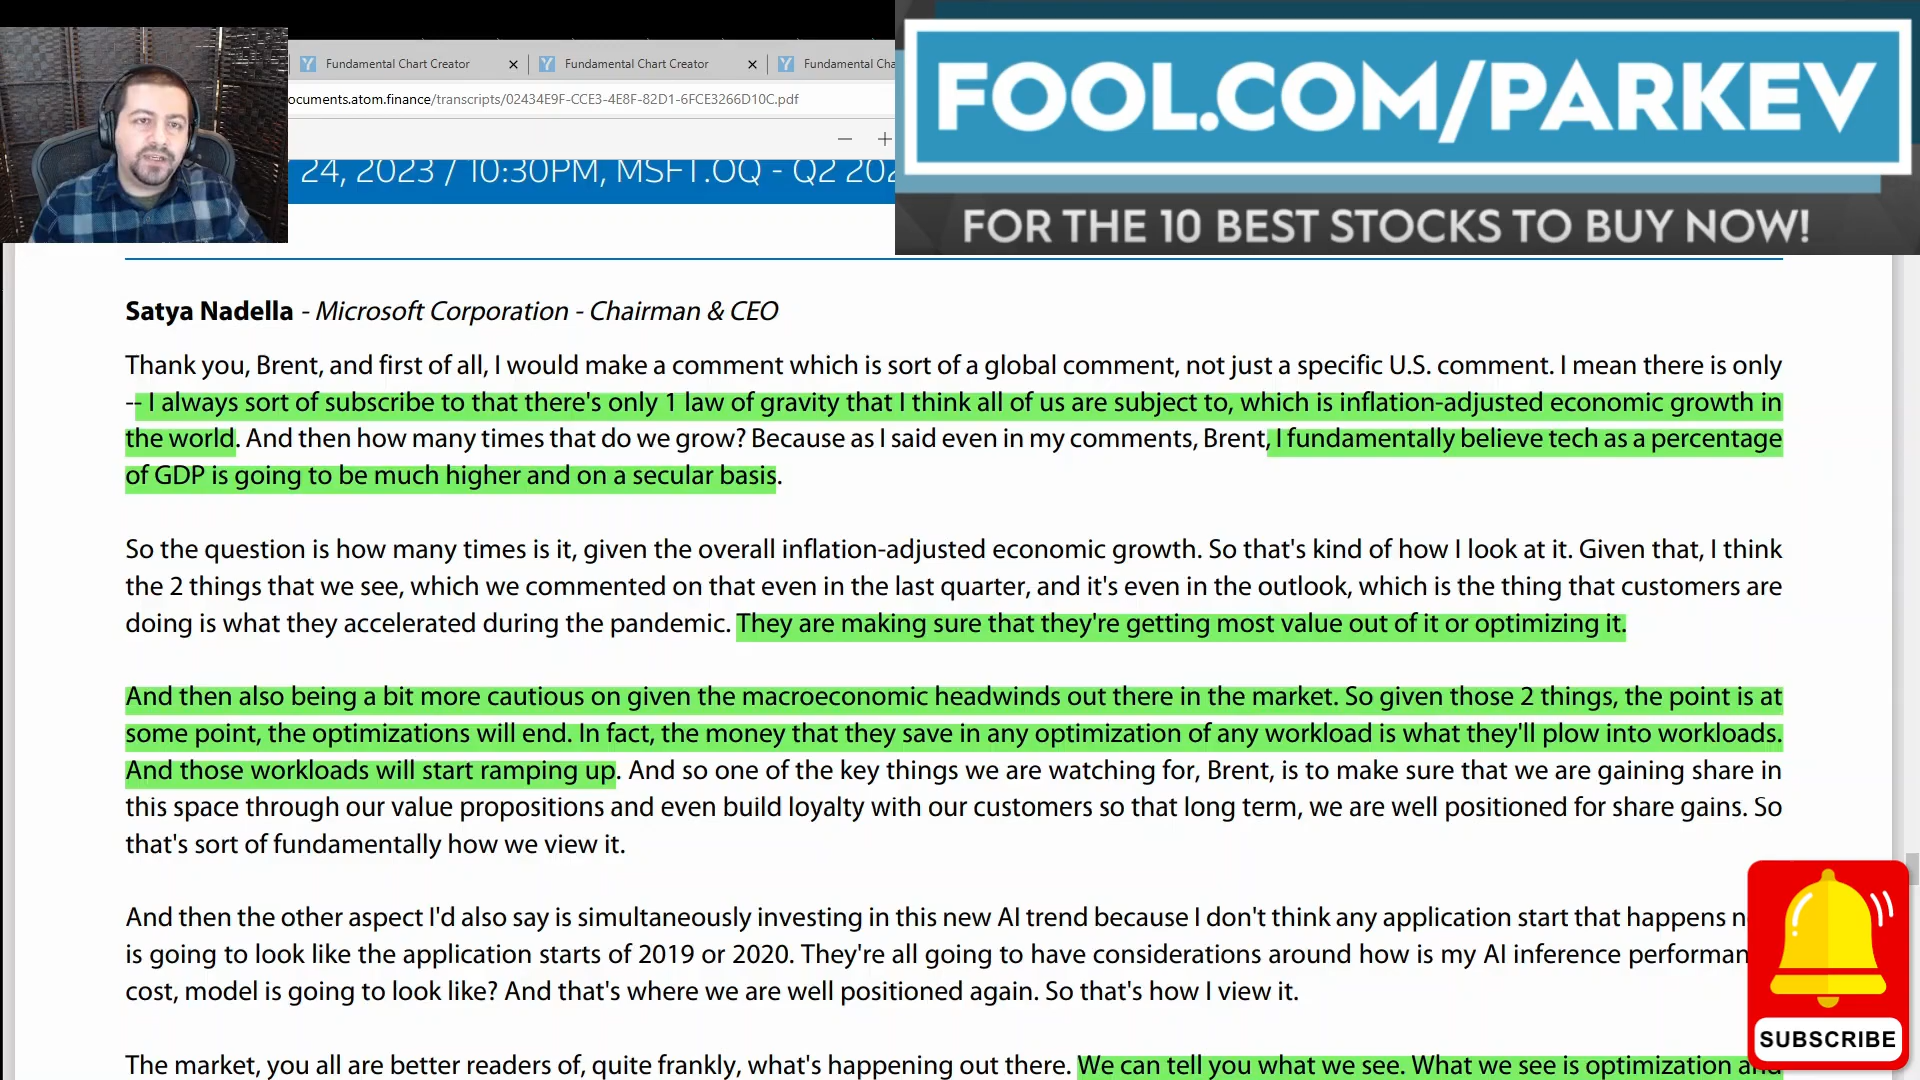 FOOL.COM/PARKEV
FOR THE 10 BEST STOCKS TO BUY NOW!
Fundamental Chart Creator
Fundamental Chart Creator
Fundamental Cha
ocuments.atom.finance/transcripts/02434E9F-CCE3-4E8F-82D1-6FCE3266D10C.pdf
24, 2023 / 10:30PM, MSFT.OQ - Q2 202
Satya Nadella - Microsoft Corporation - Chairman & CEO
Thank you, Brent, and first of all, I would make a comment which is sort of a global comment, not just a specific U.S. comment. I mean there is only
-- I always sort of subscribe to that there's only 1 law of gravity that I think all of us are subject to, which is inflation-adjusted economic growth in
the world. And then how many times that do we grow? Because as I said even in my comments, Brent, I fundamentally believe tech as a percentage
of GDP is going to be much higher and on a secular basis.
So the question is how many times is it, given the overall inflation-adjusted economic growth. So that's kind of how I look at it. Given that, I think
the 2 things that we see, which we commented on that even in the last quarter, and it's even in the outlook, which is the thing that customers are
doing is what they accelerated during the pandemic. They are making sure that they're getting most value out of it or optimizing it.
And then also being a bit more cautious on given the macroeconomic headwinds out there in the market. So given those 2 things, the point is at
some point, the optimizations will end. In fact, the money that they save in any optimization of any workload is what they'll plow into workloads.
And those workloads will start ramping up. And so one of the key things we are watching for, Brent, is to make sure that we are gaining share in
this space through our value propositions and even build loyalty with our customers so that long term, we are well positioned for share gains. So
that's sort of fundamentally how we view it.
And then the other aspect I'd also say is simultaneously investing in this new AI trend because I don't think any application start that happens n
is going to look like the application starts of 2019 or 2020. They're all going to have considerations around how is my AI inference performan
cost, model is going to look like? And that's where we are well positioned again. So that's how I view it.
The market, you all are better readers of, quite frankly, what's happening out there. We can tell you what we see. What we see is optimization and
SUBSCRIBE